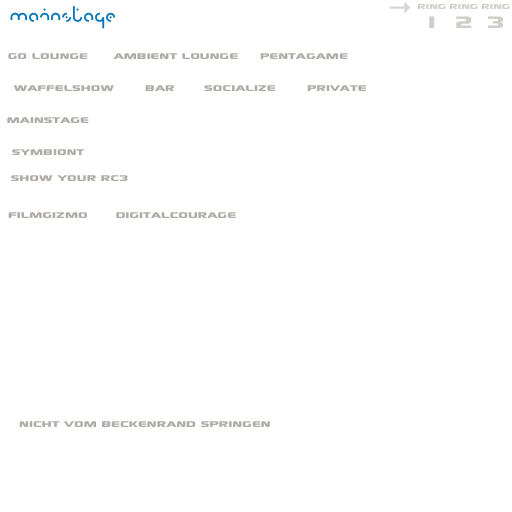 mainstage
RING RING RING
1 2 3
GO LOUNGE AMBIENT LOUNGE PENTAGAME
WAFFELSHOW BAR SOCIALIZE PRIVATE
MAINSTAGE
SYMBIONT
SHOW YOUR RC3
FILMGIZMO DIGITALCOURAGE
NICHT VOM BECKENRAND SPRINGEN